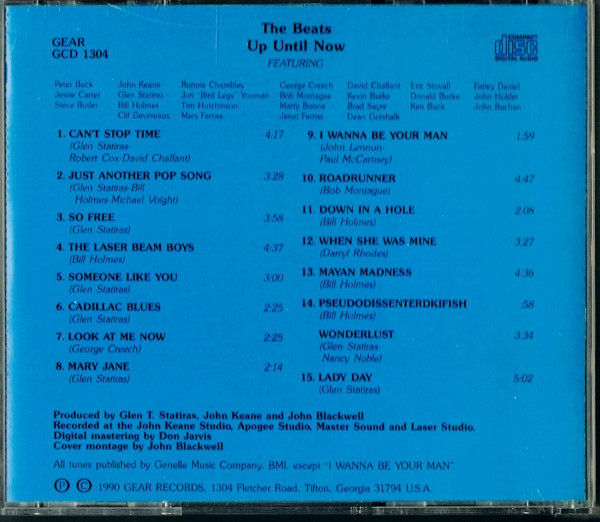 The Beats
Up Until Now
FEATURING
GEAR
GCD 1304
COMPACT
disc
DIGITAL AUDIO
Peter Buck John Keane Ronnie Chambley George Creech David Chalfant Eric Stovall Farley Daniel
Jessie Carter Glen Statiras Jim "Bird Legs" Youman Bob Montague Kevin Burke Donald Burke John Holder
Steve Butler Bill Holmes Tim Hutchinson Marty Boone Brad Sayre Ken Buck John Buchan
Clif Devereaux Marc Farriss Janet Farriss Dean
1. CAN'T STOP TIME 4:17
(Glen Statiras-
Robert Cox-David Chalfant)
2. JUST ANOTHER POP SONG 3:28
(Glen Statiras-Bill
Holmes-Michael Voight)
3. SO FREE 3:58
(Glen Statiras)
4. THE LASER BEAM BOYS 4:37
(Bill Holmes)
5. SOMEONE LIKE YOU 3:00
(Glen Statiras)
6. CADILLAC BLUES 2:25
(Glen Statiras)
7. LOOK AT ME NOW 2:25
(George Creech)
8. MARY JANE 2:14
(Glen Statiras)
9. I WANNA BE YOUR MAN 1:59
(John Lennon-
Paul McCartney)
10. ROADRUNNER 4:47
(Bob Montague)
11. DOWN IN A HOLE 2:08
(Bill Holmes)
12. WHEN SHE WAS MINE 3:27
(Darryl Rhodes)
13. MAYAN MADNESS 4:36
(Bill Holmes)
14. PSEUDODISSENTERDKIFISH :58
(Bill Holmes)
WONDERLUST 3:34
(Glen Statiras-
Nancy Noble)
15. LADY DAY 5:02
(Glen Statiras)
Produced by Glen T. Statiras, John Keane and John Blackwell
Recorded at the John Keane Studio, Apogee Studio, Master Sound and Laser Studio.
Digital mastering by Don Jarvis
Cover montage by John Blackwell
All tunes published by Genelle Music Company, BMI, except "I WANNA BE YOUR MAN"
Ⓟ © 1990 GEAR RECORDS, 1304 Fletcher Road, Tifton, Georgia 31794 U.S.A.